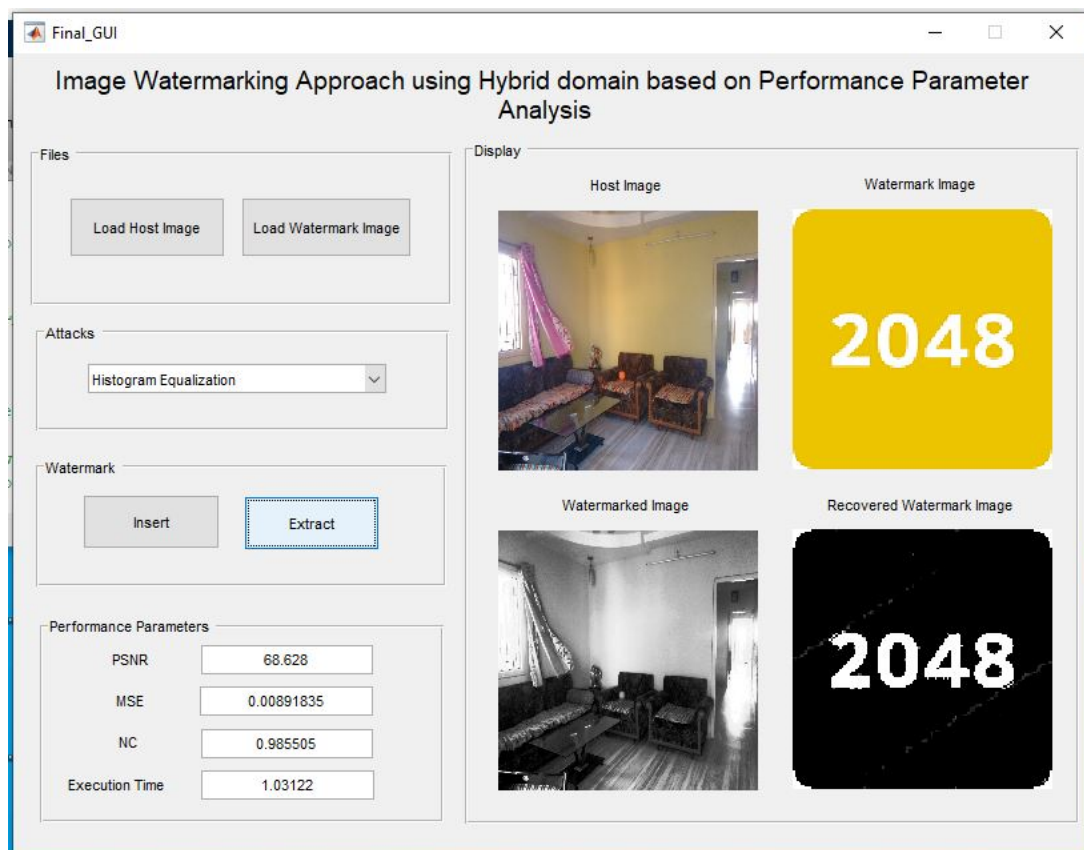 Final_GUI
Image Watermarking Approach using Hybrid domain based on Performance Parameter
Analysis
Files
Load Host Image
Load Watermark Image
Attacks
Histogram Equalization
Watermark
Insert
Extract
Performance Parameters
PSNR
68.628
MSE
0.00891835
NC
0.985505
Execution Time
1.03122
Display
Host Image
Watermark Image
2048
Watermarked Image
Recovered Watermark Image
2048